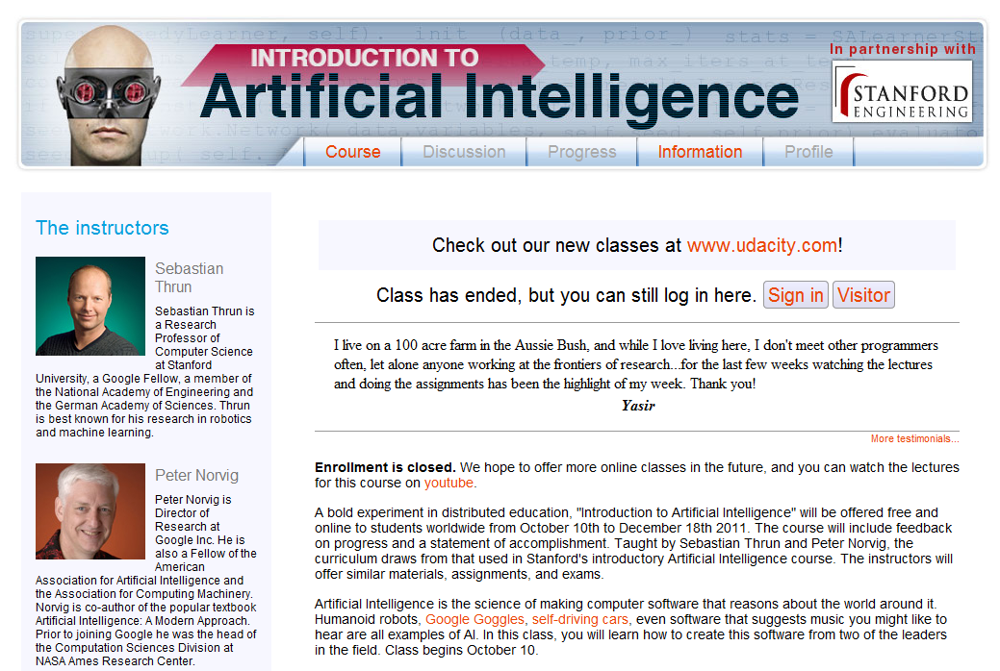 INTRODUCTION TO
Artificial Intelligence
In partnership with
STANFORD
ENGINEERING
Course
Discussion
Progress
Information
Profile
The instructors
Sebastian
Thrun
Sebastian Thrun is
a Research
Professor of
Computer Science
at Stanford
University, a Google Fellow, a member of
the National Academy of Engineering and
the German Academy of Sciences. Thrun
is best known for his research in robotics
and machine learning.
Peter Norvig
Peter Norvig is
Director of
Research at
Google Inc. He is
also a Fellow of the
American
Association for Artificial Intelligence and
the Association for Computing Machinery.
Norvig is co-author of the popular textbook
Artificial Intelligence: A Modern Approach.
Prior to joining Google he was the head of
the Computation Sciences Division at
NASA Ames Research Center.
Check out our new classes at www.udacity.com!
Class has ended, but you can still log in here. Sign in Visitor
I live on a 100 acre farm in the Aussie Bush, and while I love living here, I don't meet other programmers
often, let alone anyone working at the frontiers of research...for the last few weeks watching the lectures
and doing the assignments has been the highlight of my week. Thank you!
Yasir
More testimonials...
Enrollment is closed. We hope to offer more online classes in the future, and you can watch the lectures
for this course on youtube.
A bold experiment in distributed education, "Introduction to Artificial Intelligence" will be offered free and
online to students worldwide from October 10th to December 18th 2011. The course will include feedback
on progress and a statement of accomplishment. Taught by Sebastian Thrun and Peter Norvig, the
curriculum draws from that used in Stanford's introductory Artificial Intelligence course. The instructors will
offer similar materials, assignments, and exams.
Artificial Intelligence is the science of making computer software that reasons about the world around it.
Humanoid robots, Google Goggles, self-driving cars, even software that suggests music you might like to
hear are all examples of AI. In this class, you will learn how to create this software from two of the leaders
in the field. Class begins October 10.